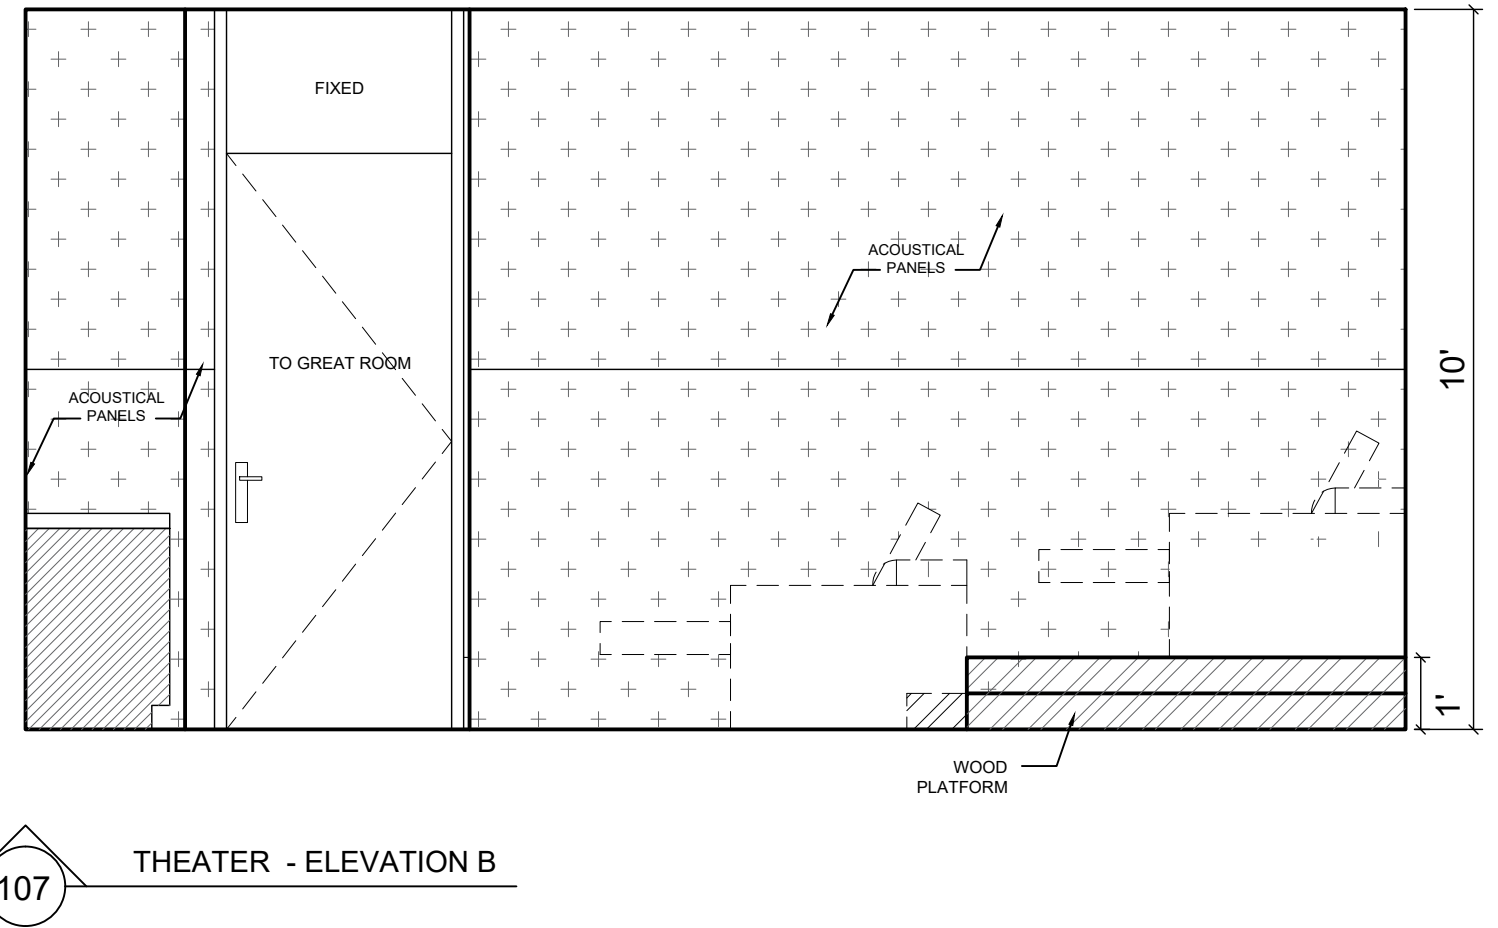 FIXED
ACOUSTICAL
PANELS
10'
TO GREAT ROOM
ACOUSTICAL
PANELS
1'
WOOD
PLATFORM
THEATER - ELEVATION B
107